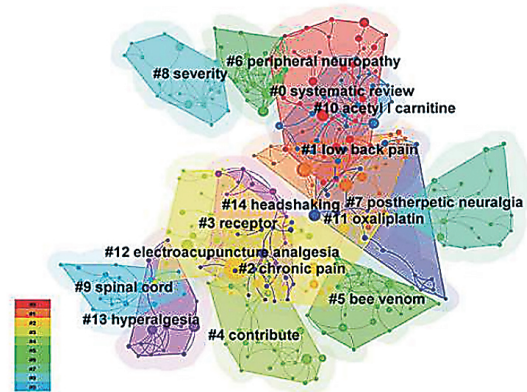 #6 peripheral neuropathy
#8 severity
#0 systematic review
#10 acetyl l carnitine
#1 low back pain
#14 headshaking
#7 postherpetic neuralgia
#3 receptor
#11 oxaliplatin
#12 electroacupuncture analgesia
#2 chronic pain
#9 spinal cord
#5 bee venom
#13 hyperalgesia
#4 contribute